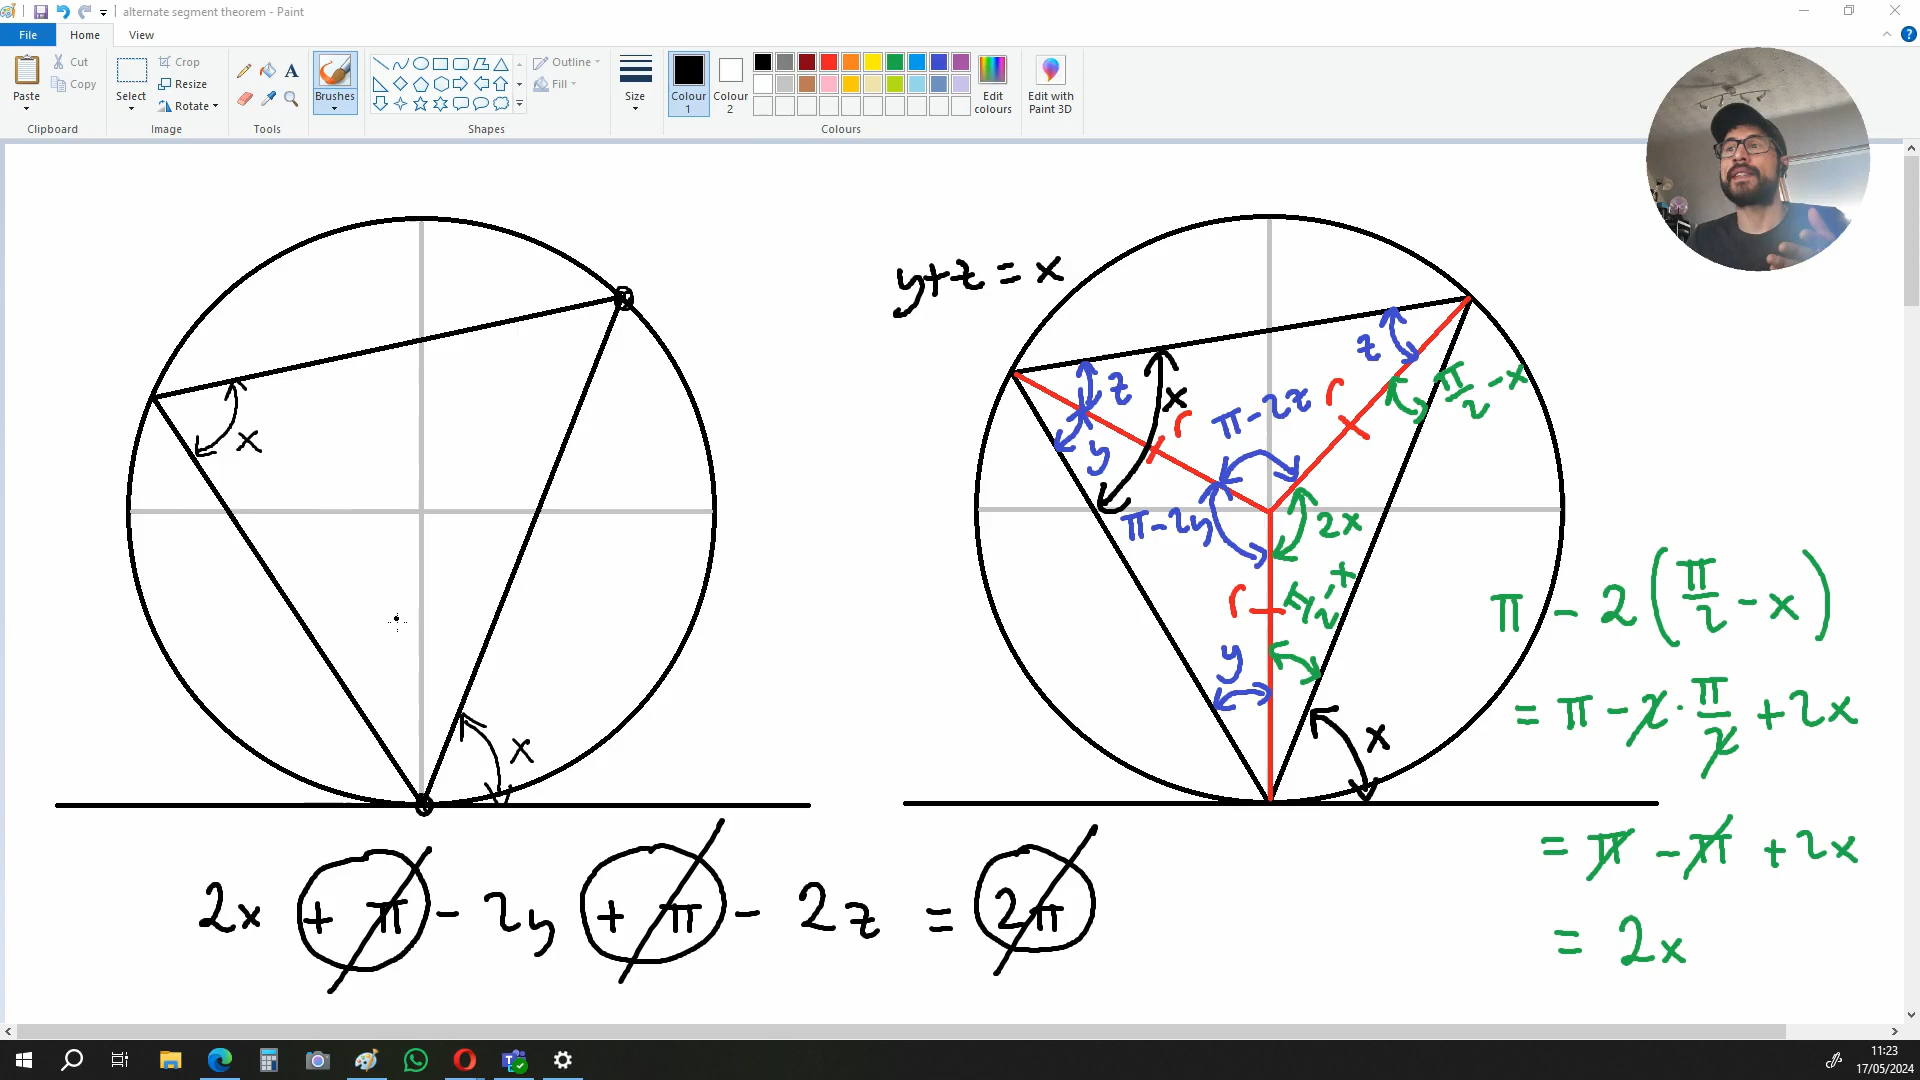 alternate segment theorem - Paint
File
Home
View
Paste
Cut
Copy
Select
Crop
Resize
Rotate
Brushes
Outline
Fill
Size
Colour 1
Colour 2
Edit colours
Edit with Paint 3D
Clipboard
Image
Tools
Shapes
Colours
x
x
y+z = x
z
z
x
r
r
π/2 - x
π-2z
y
π-2y
2x
r
π/2 - x
y
x
π - 2(π/2 - x)
= π - 2·π/2 + 2x
= π - π + 2x
= 2x
2x + π - 2y + π - 2z = 2π
11:23
17/05/2024